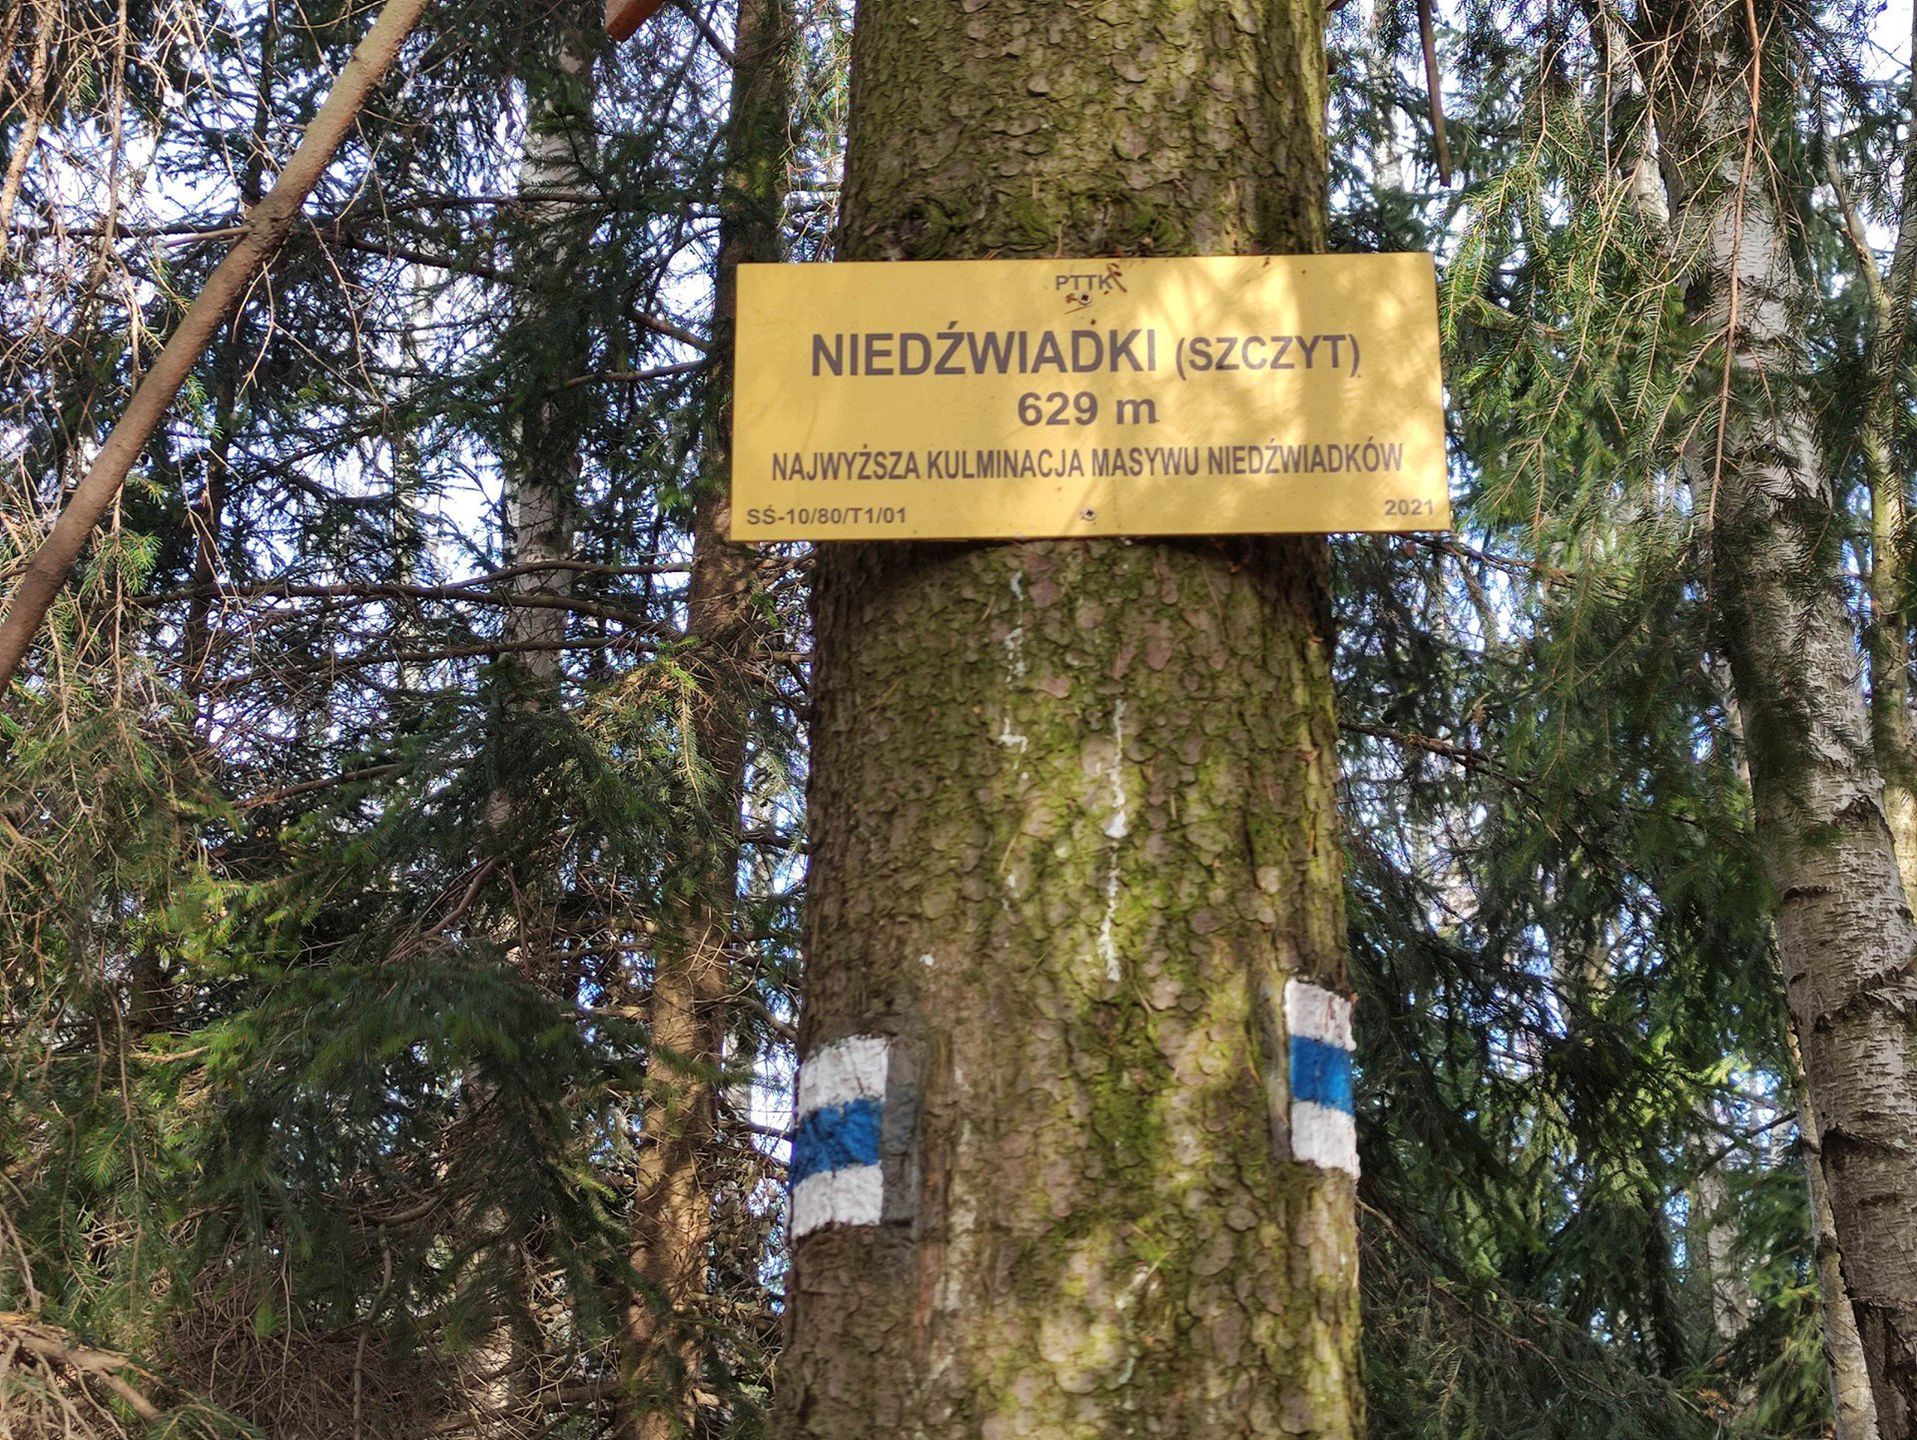 PTTK
NIEDŹWIADKI (SZCZYT)
629 m
NAJWYŻSZA KULMINACJA MASYWU NIEDŹWIADKÓW
SŚ-10/80/T1/01
2021